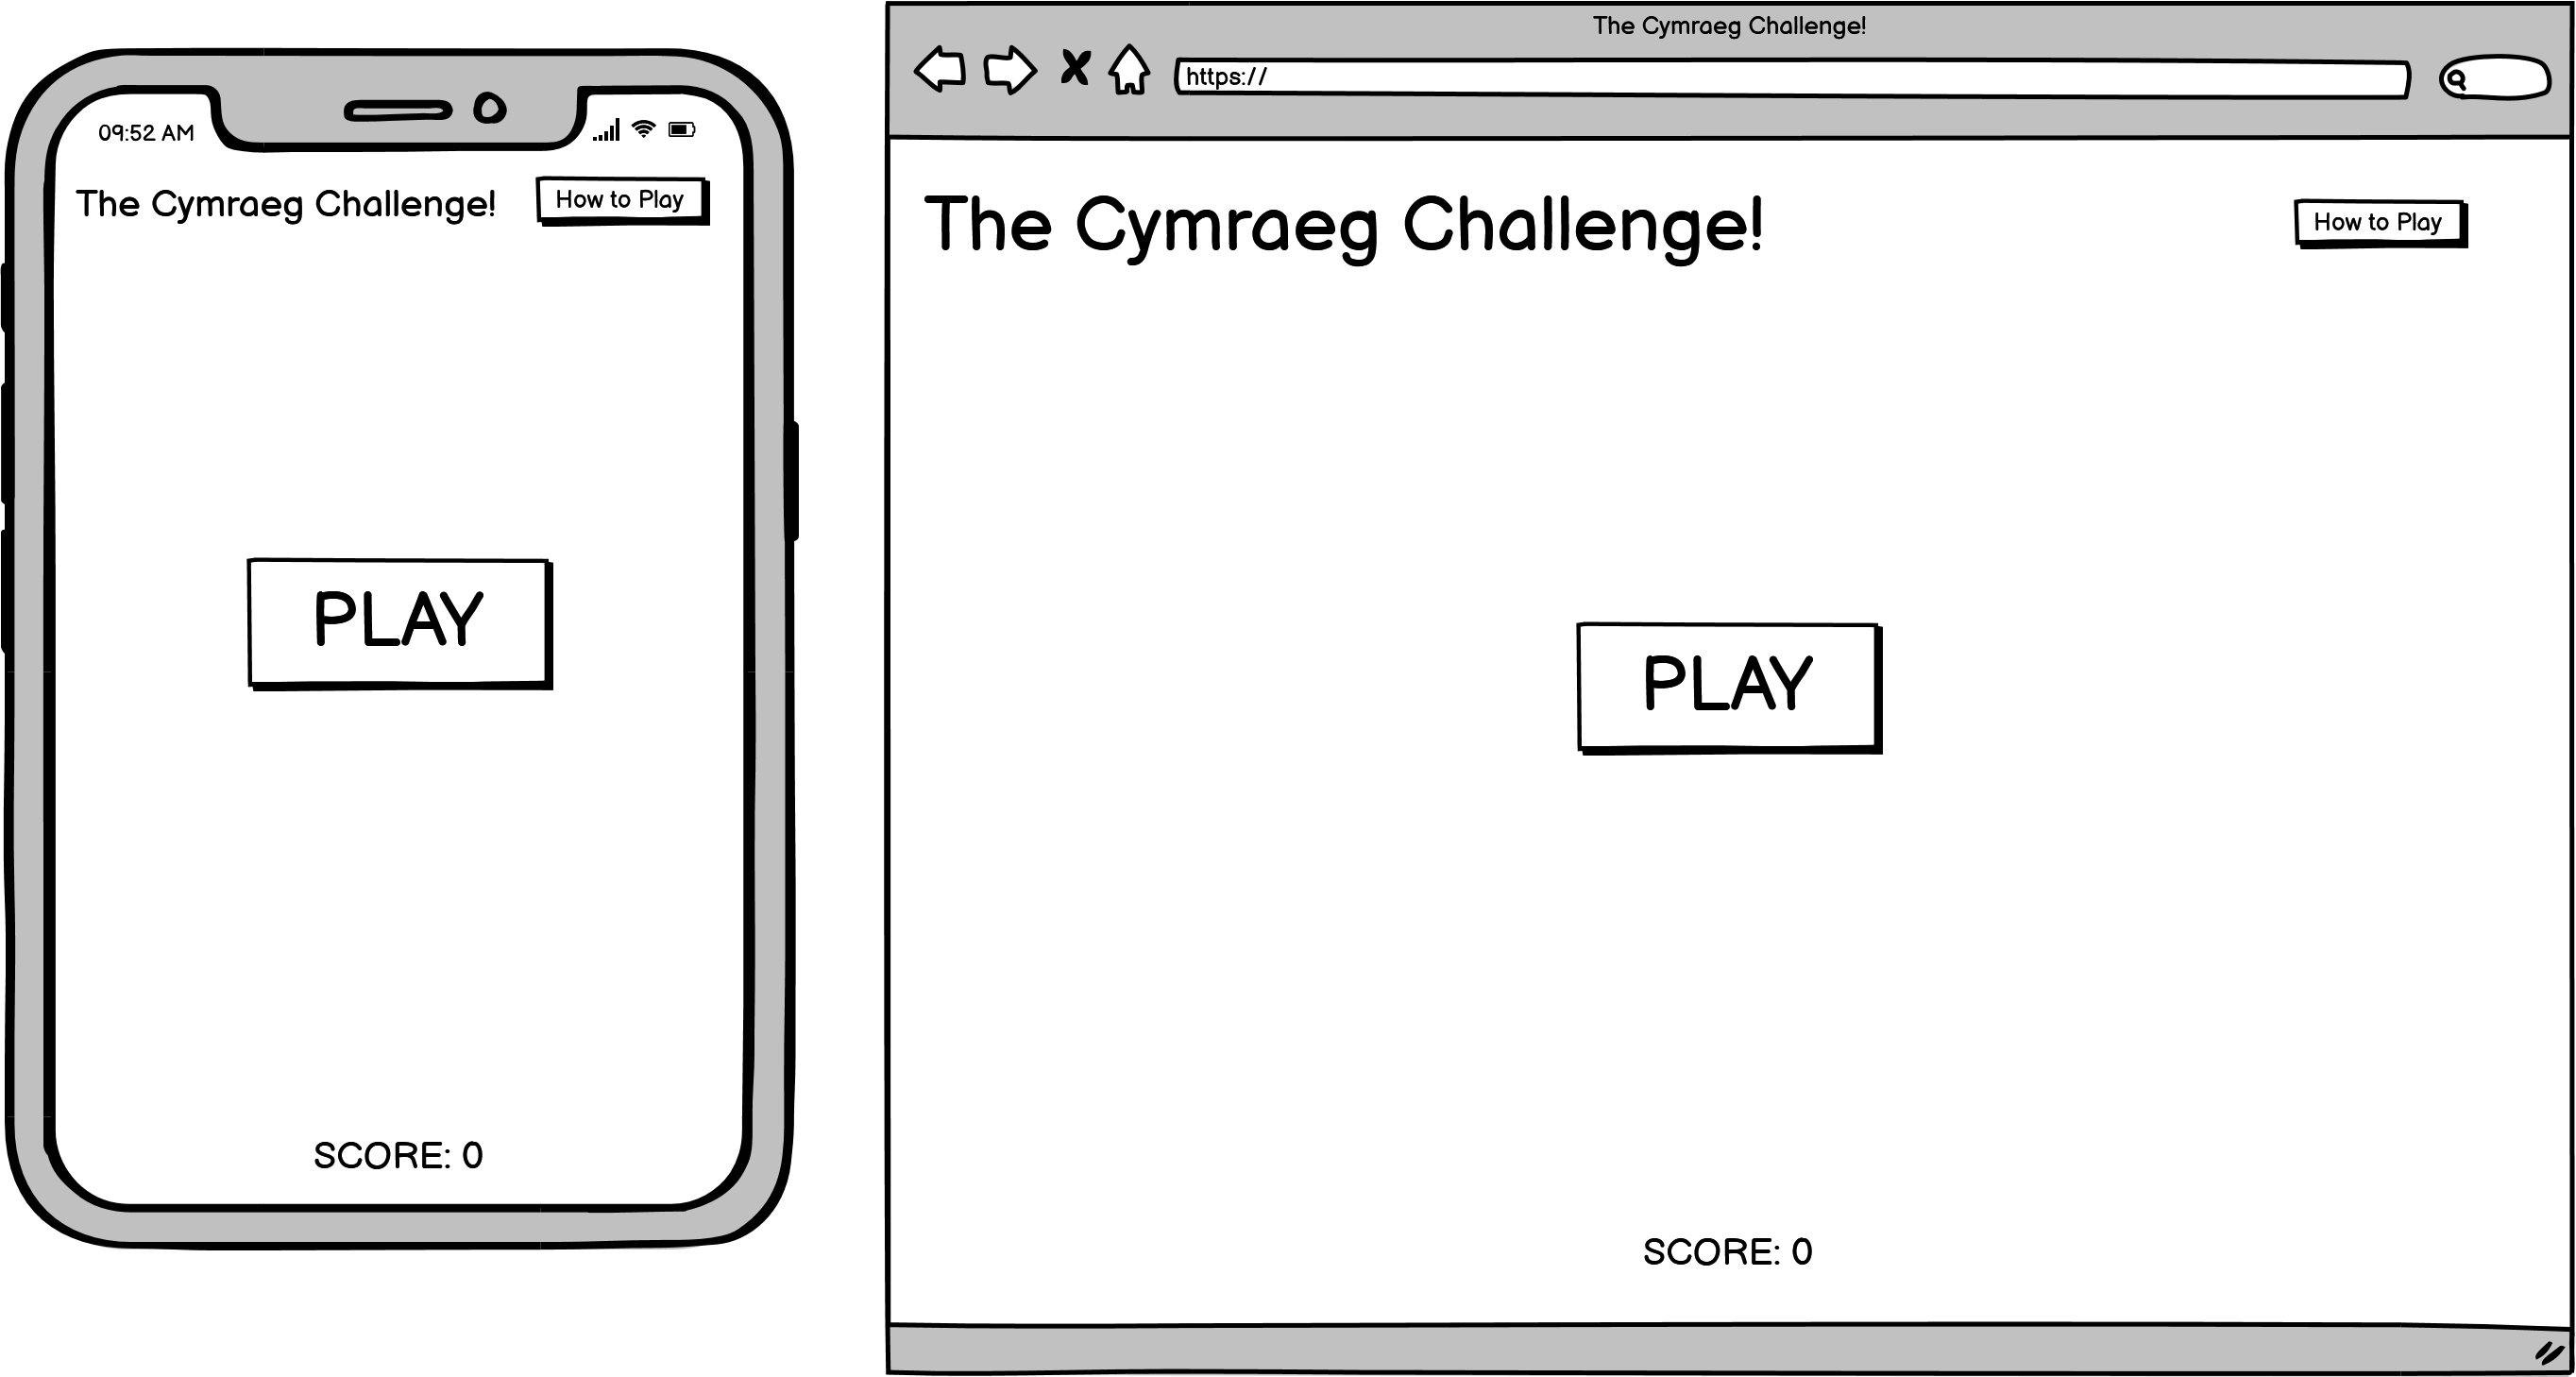 09:52 AM
The Cymraeg Challenge!
How to Play
PLAY
SCORE: 0
The Cymraeg Challenge!
https://
The Cymraeg Challenge!
How to Play
PLAY
SCORE: 0